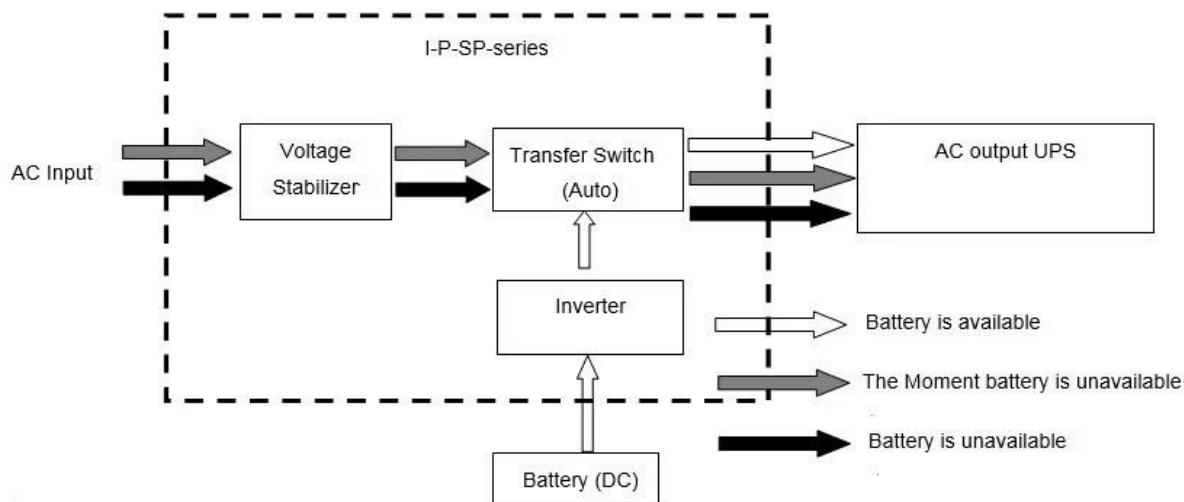 I-P-SP-series
AC Input
Voltage
Stabilizer
Transfer Switch
(Auto)
AC output UPS
Inverter
Battery is available
The Moment battery is unavailable
Battery is unavailable
Battery (DC)